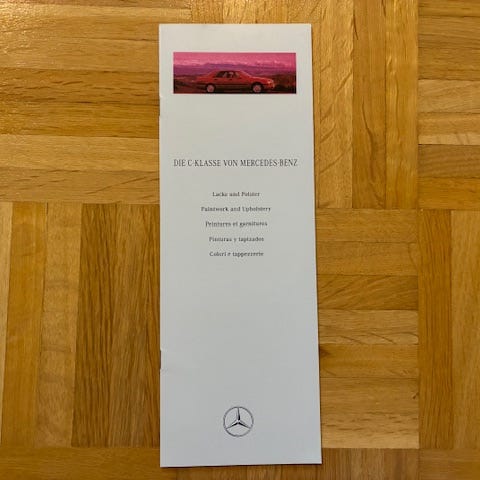 DIE C-KLASSE VON MERCEDES-BENZ
Lacke und Polster
Paintwork and Upholstery
Peintures et garnitures
Pinturas y tapizados
Colori e tappezzerie